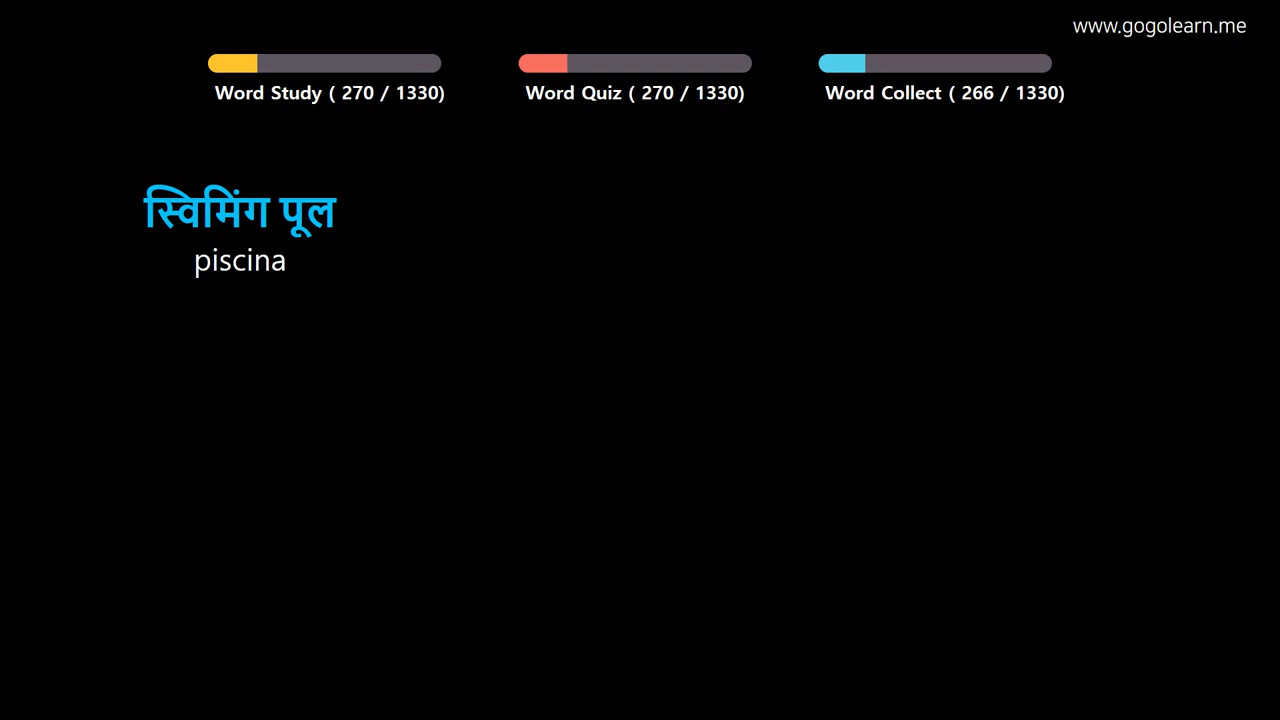 www.gogolearn.me
Word Study ( 270 / 1330)
Word Quiz ( 270 / 1330)
Word Collect ( 266 / 1330)
स्विमिंग पूल
piscina